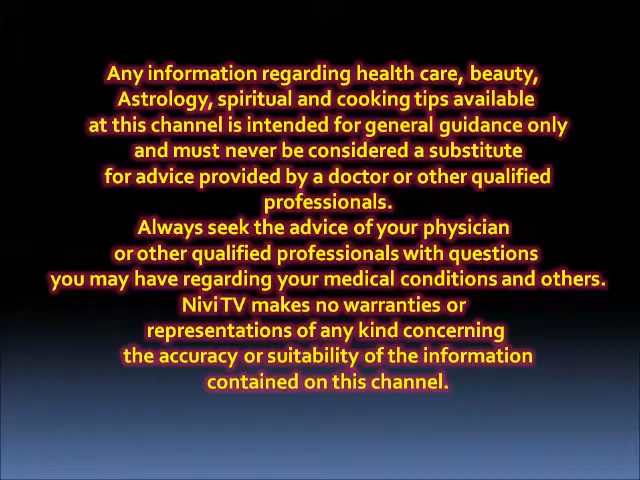 Any information regarding health care, beauty,
Astrology, spiritual and cooking tips available
at this channel is intended for general guidance only
and must never be considered a substitute
for advice provided by a doctor or other qualified
professionals.
Always seek the advice of your physician
or other qualified professionals with questions
you may have regarding your medical conditions and others.
Nivi TV makes no warranties or
representations of any kind concerning
the accuracy or suitability of the information
contained on this channel.